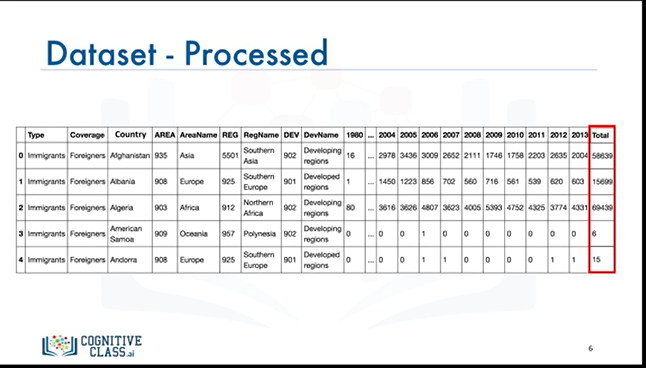 Dataset - Processed
Type Coverage Country AREA AreaName REG RegName DEV DevName 1980 ... 2004 2005 2006 2007 2008 2009 2010 2011 2012 2013 Total
0 Immigrants Foreigners Afghanistan 935 Asia 5501 Southern Asia 902 Developing regions 16 ... 2978 3436 3009 2652 2111 1746 1758 2203 2635 2004 58639
1 Immigrants Foreigners Albania 908 Europe 925 Southern Europe 901 Developed regions 1 ... 1450 1223 856 702 560 716 561 539 620 603 15699
2 Immigrants Foreigners Algeria 903 Africa 912 Northern Africa 902 Developing regions 80 ... 3616 3626 4807 3623 4005 5393 4752 4325 3774 4331 69439
3 Immigrants Foreigners American Samoa 909 Oceania 957 Polynesia 902 Developing regions 0 ... 0 0 1 0 0 0 0 0 0 0 6
4 Immigrants Foreigners Andorra 908 Europe 925 Southern Europe 901 Developed regions 0 ... 0 0 1 1 0 0 0 0 1 1 15
COGNITIVE
CLASS.ai
6